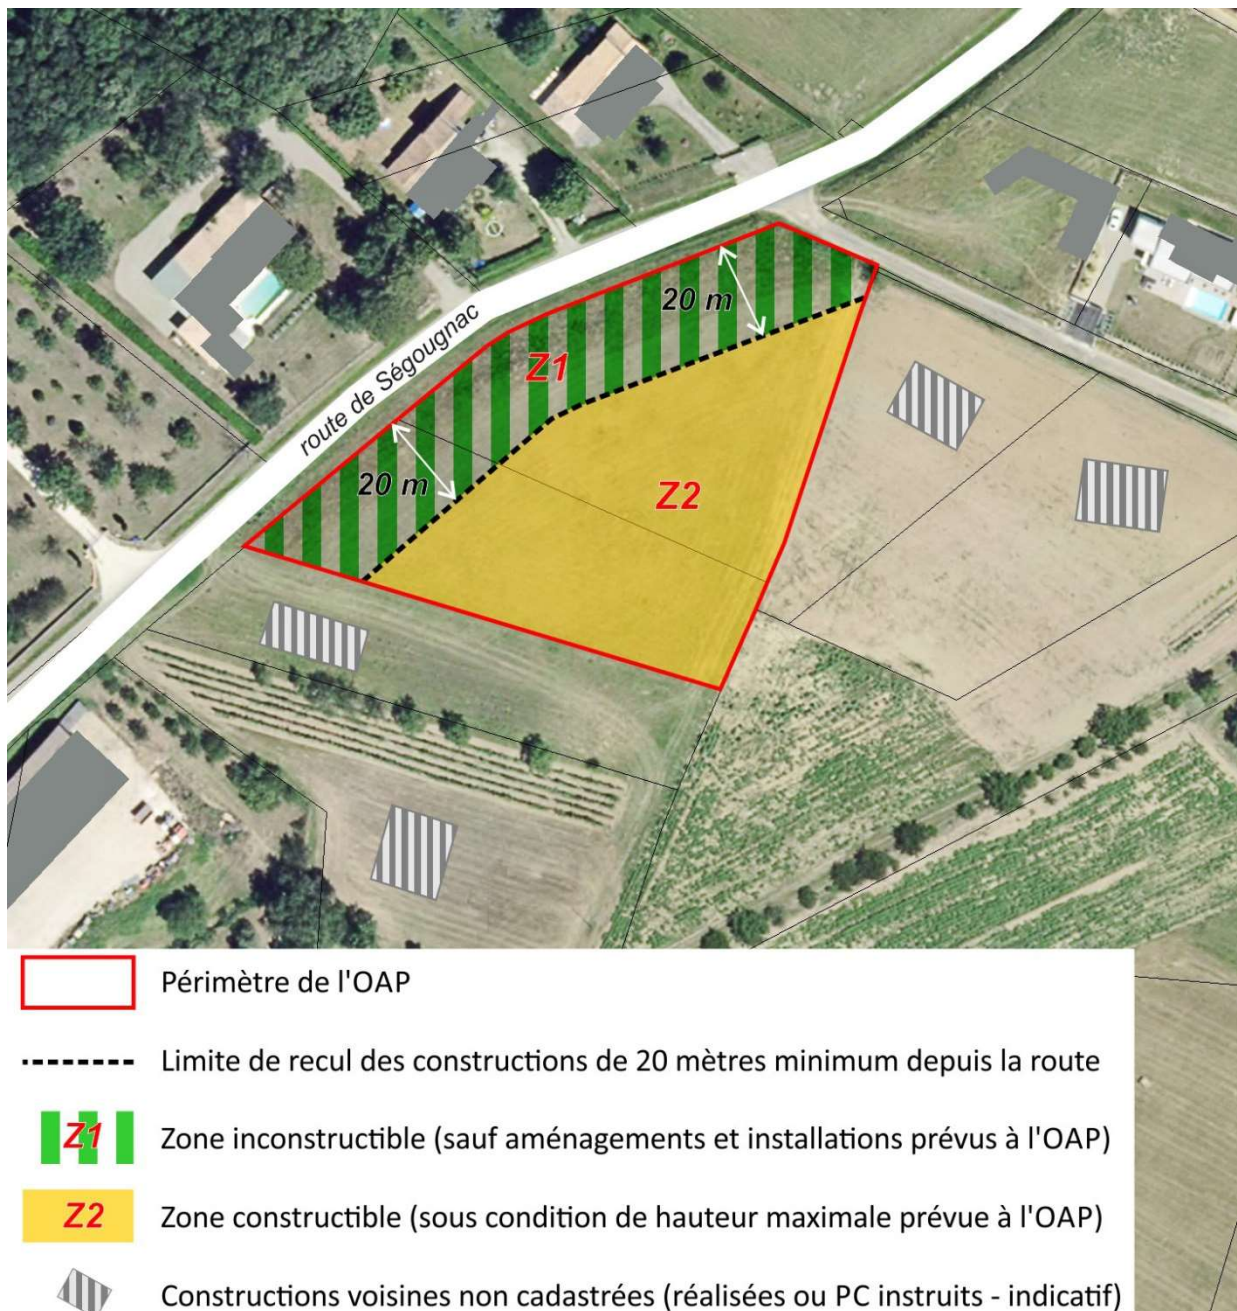 20 m
route de Ségougnac
Z1
20 m
Z2
Périmètre de l'OAP
Limite de recul des constructions de 20 mètres minimum depuis la route
Z1 Zone inconstructible (sauf aménagements et installations prévus à l'OAP)
Z2 Zone constructible (sous condition de hauteur maximale prévue à l'OAP)
Constructions voisines non cadastrées (réalisées ou PC instruits - indicatif)